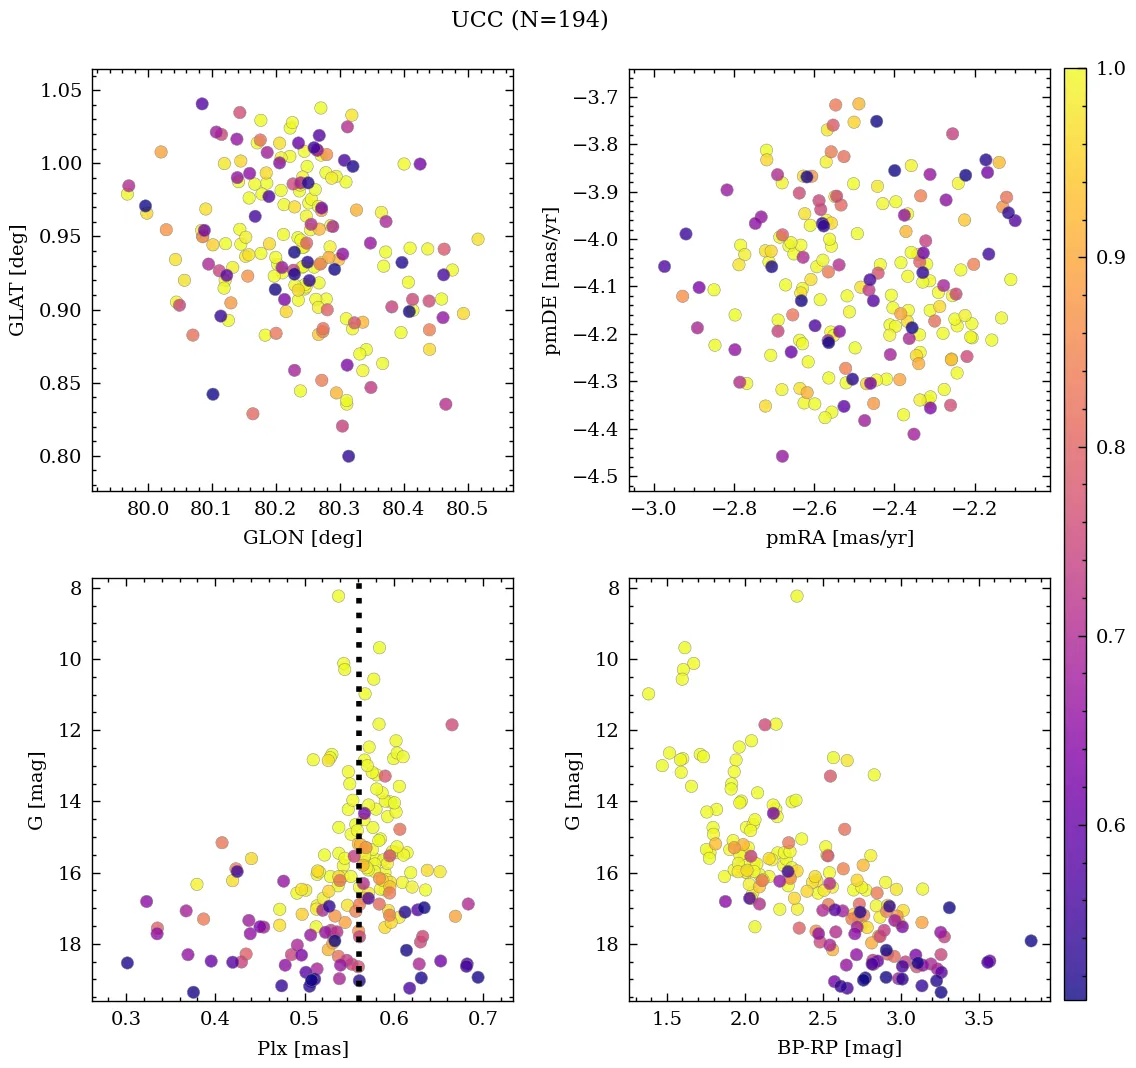 UCC (N=194)
1.05
1.00
0.95
0.90
0.85
0.80
GLAT [deg]
80.0 80.1 80.2 80.3 80.4 80.5
GLON [deg]
−3.7
−3.8
−3.9
−4.0
−4.1
−4.2
−4.3
−4.4
−4.5
pmDE [mas/yr]
−3.0 −2.8 −2.6 −2.4 −2.2
pmRA [mas/yr]
1.0
0.9
0.8
0.7
0.6
8
10
12
14
16
18
G [mag]
0.3 0.4 0.5 0.6 0.7
Plx [mas]
8
10
12
14
16
18
G [mag]
1.5 2.0 2.5 3.0 3.5
BP-RP [mag]